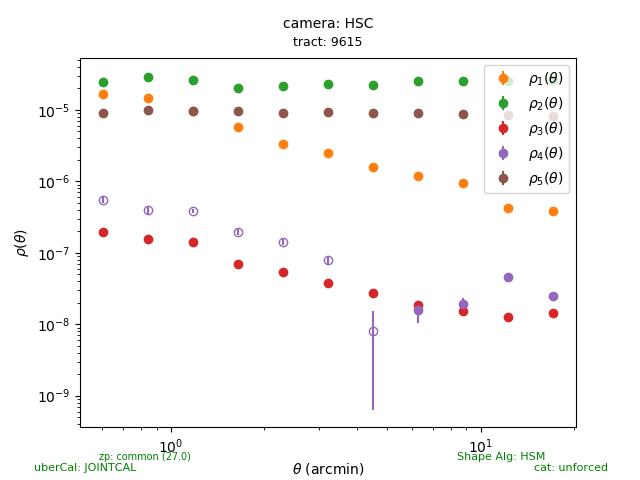 camera: HSC
tract: 9615
ρ₁(θ)
ρ₂(θ)
ρ₃(θ)
ρ₄(θ)
ρ₅(θ)
10⁻⁵
10⁻⁶
10⁻⁷
10⁻⁸
10⁻⁹
ρ(θ)
10⁰
10¹
θ (arcmin)
zp: common (27.0)
uberCal: JOINTCAL
Shape Alg: HSM
cat: unforced